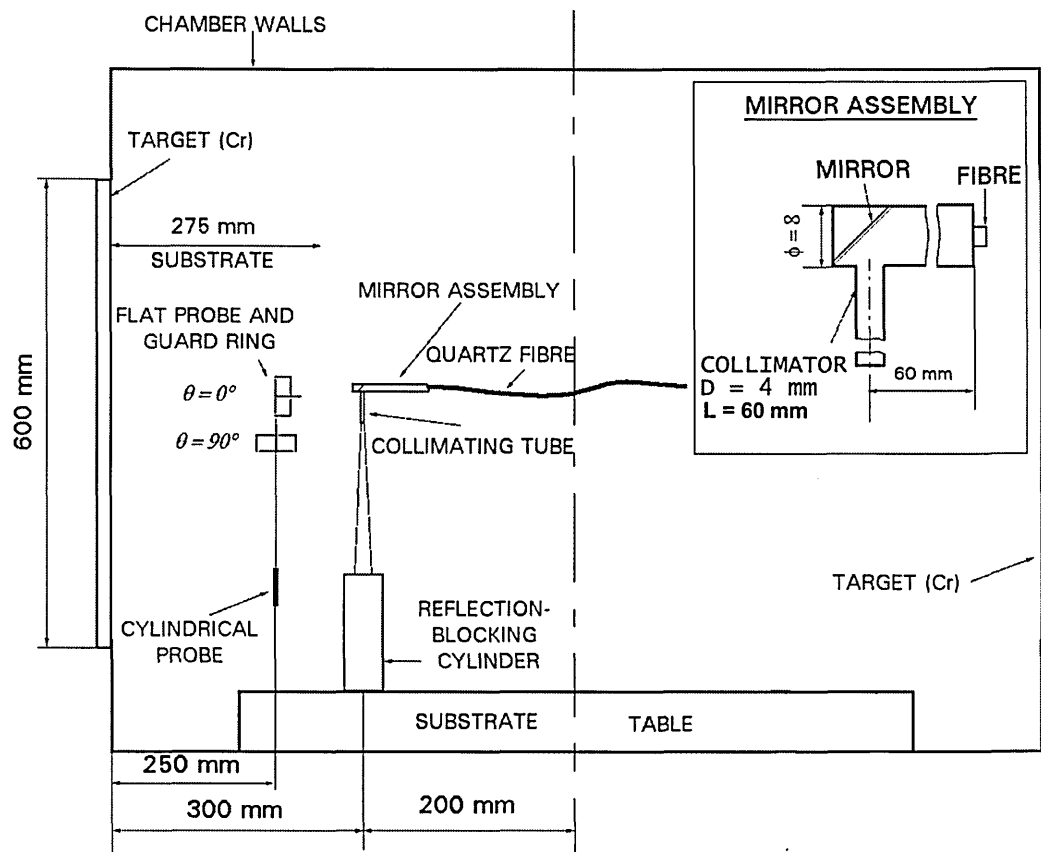 CHAMBER WALLS
TARGET (Cr)
275 mm
SUBSTRATE
FLAT PROBE AND
GUARD RING
θ=0°
θ=90°
600 mm
MIRROR ASSEMBLY
QUARTZ FIBRE
COLLIMATING TUBE
MIRROR ASSEMBLY
MIRROR
FIBRE
ϕ=8
COLLIMATOR
D = 4 mm
L = 60 mm
60 mm
CYLINDRICAL
PROBE
REFLECTION-
BLOCKING
CYLINDER
TARGET (Cr)
SUBSTRATE TABLE
250 mm
300 mm
200 mm